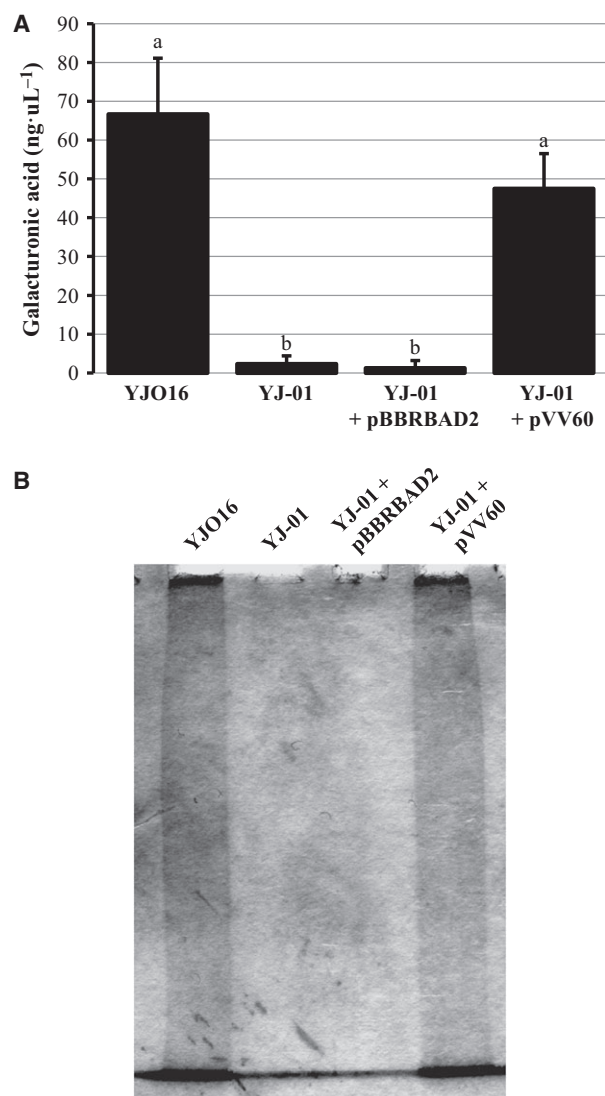 A
Galacturonic acid (ng·uL⁻¹)
90
80
70
60
50
40
30
20
10
0
a
b
b
a
YJO16
YJ-01
YJ-01
+ pBBRBAD2
YJ-01
+ pVV60
B
YJO16
YJ-01
YJ-01 +
pBBRBAD2
YJ-01 +
pVV60